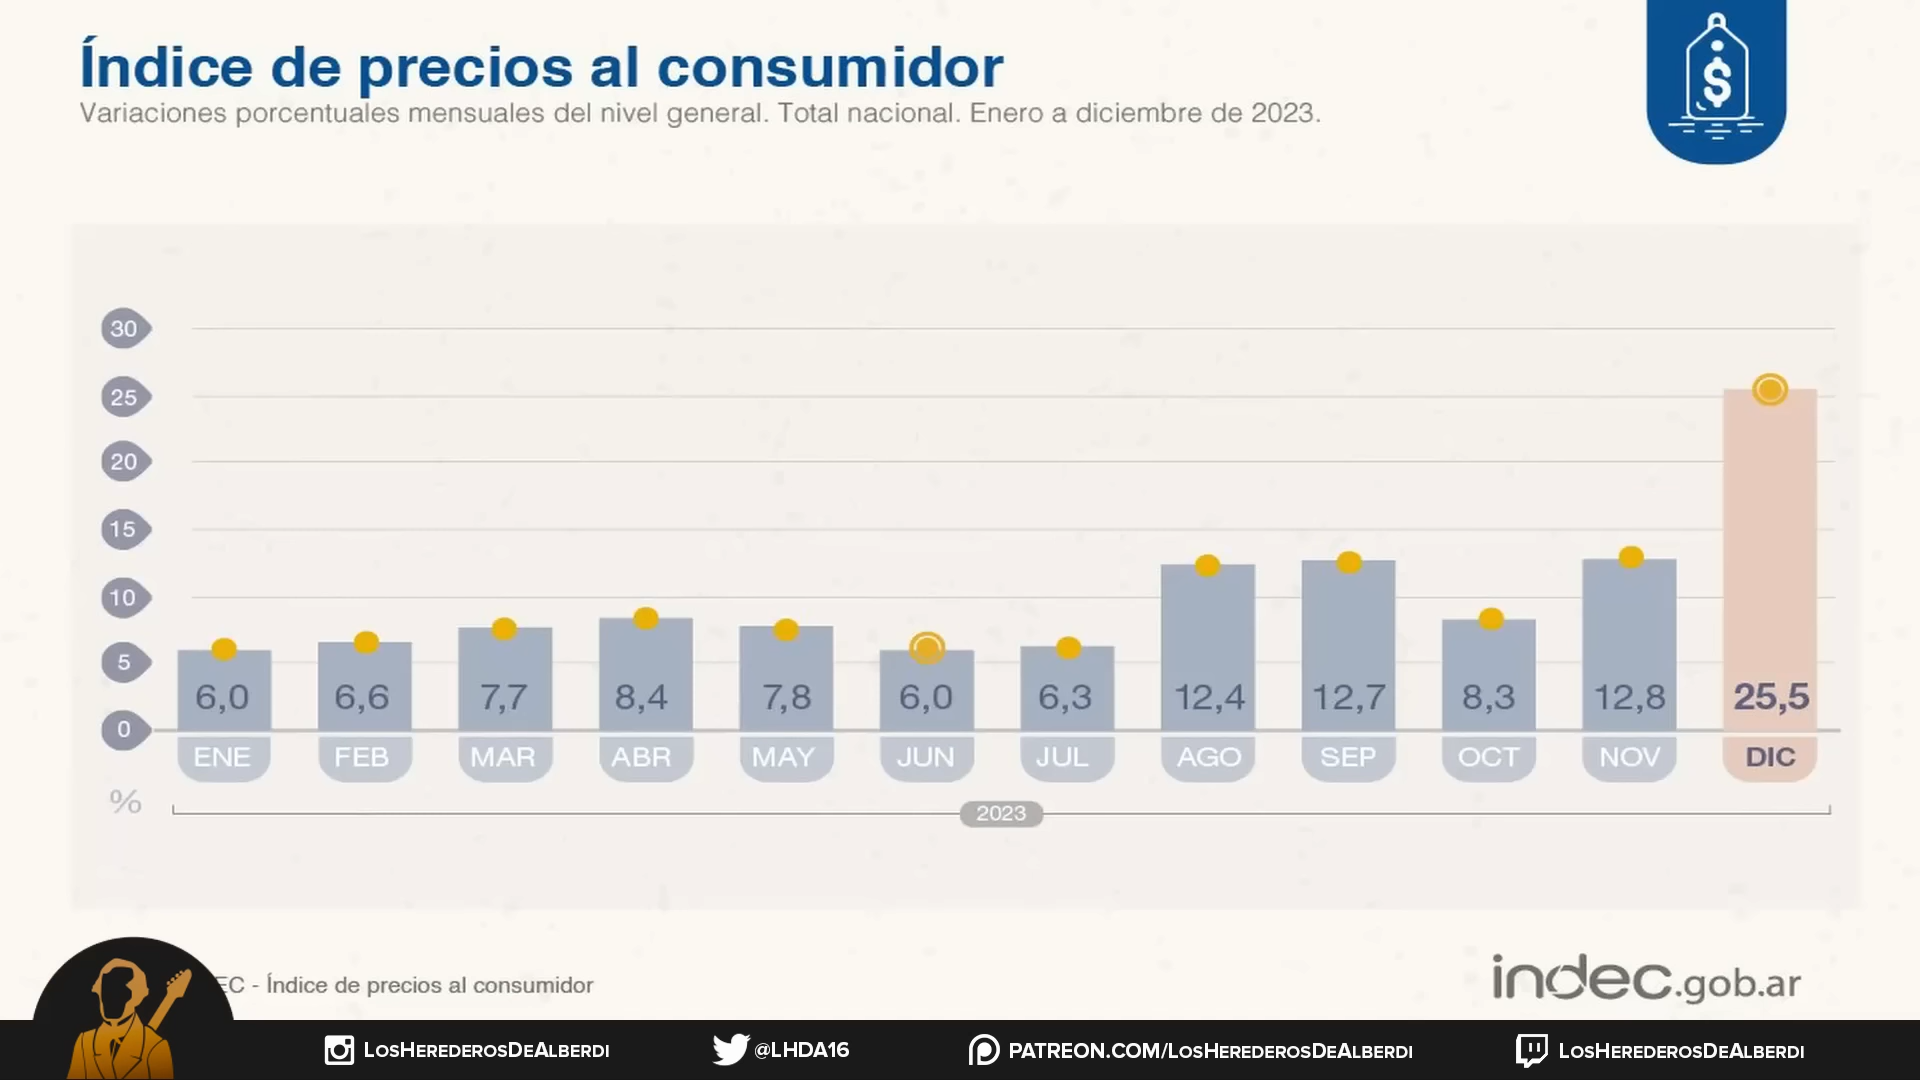 Índice de precios al consumidor
Variaciones porcentuales mensuales del nivel general. Total nacional. Enero a diciembre de 2023.
30
25
20
15
10
5
0
6,0 6,6 7,7 8,4 7,8 6,0 6,3 12,4 12,7 8,3 12,8 25,5
ENE FEB MAR ABR MAY JUN JUL AGO SEP OCT NOV DIC
%
2023
- Índice de precios al consumidor
indec.gob.ar
LOSHEREDEROSDEALBERDI @LHDA16 PATREON.COM/LOSHEREDEROSDEALBERDI LOSHEREDEROSDEALBERDI